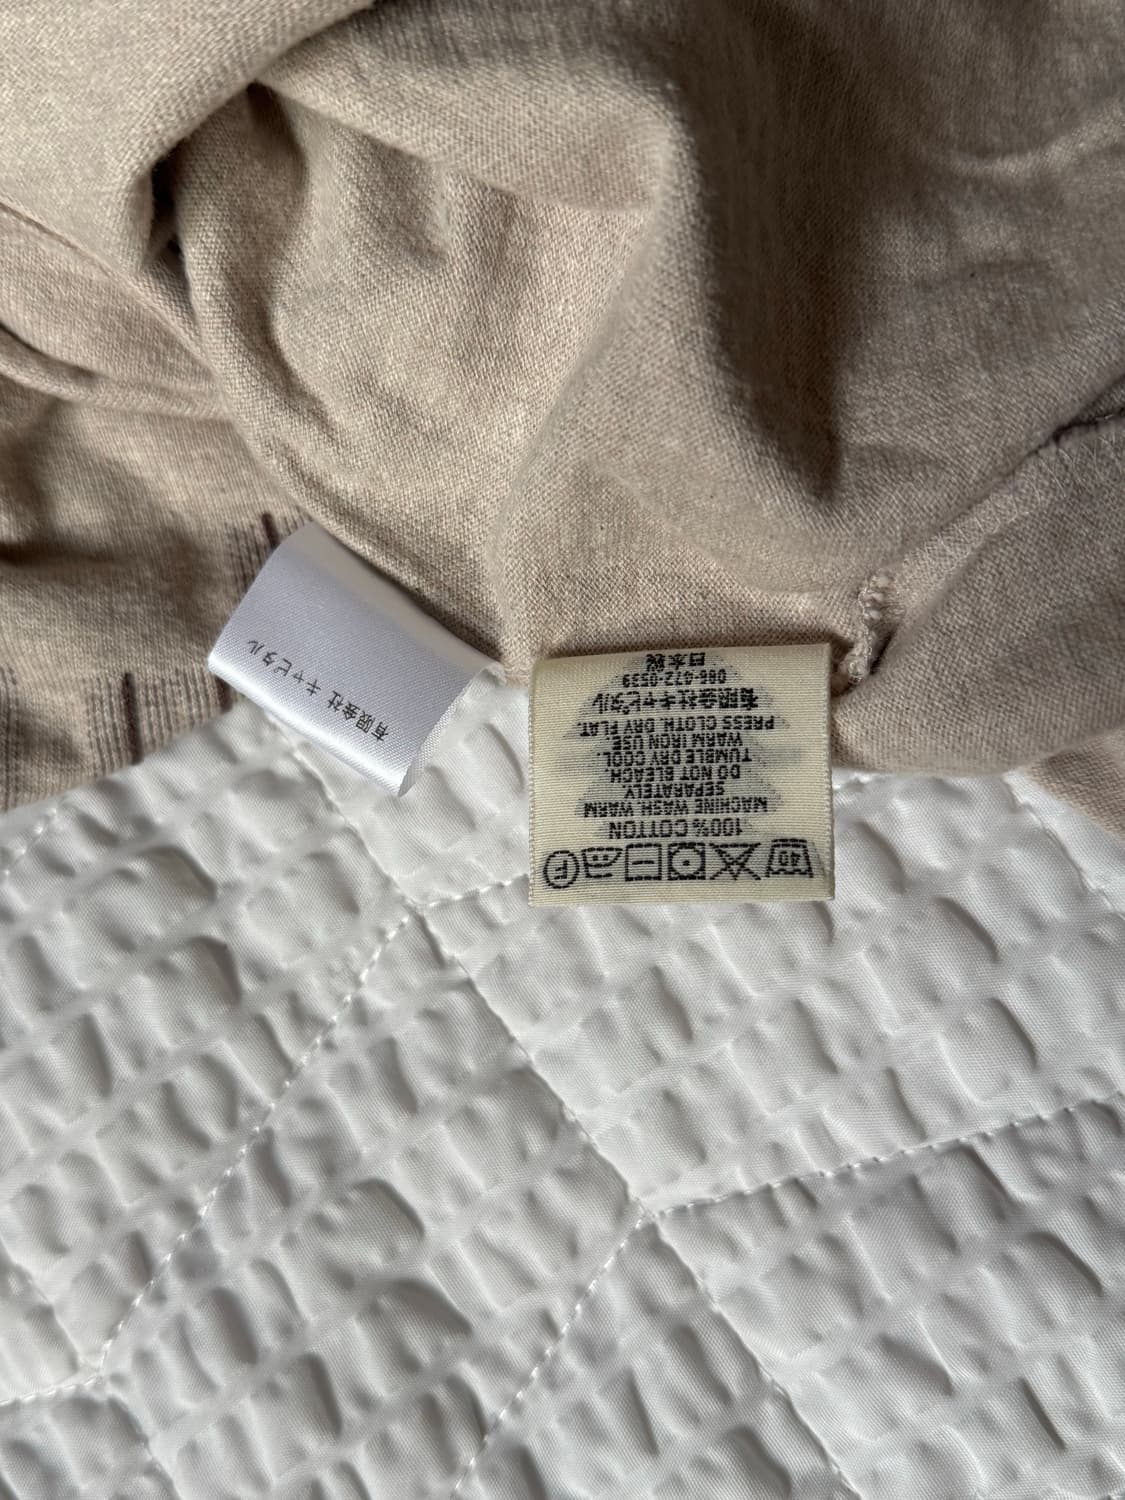 有限会社 キャピタル
40 F
100% COTTON
MACHINE WASH, WARM
SEPARATELY.
DO NOT BLEACH
TUMBLE DRY COOL.
WARM IRON USE
PRESS CLOTH. DRY FLAT.
有限会社キャピタル
086-472-0539
日本製